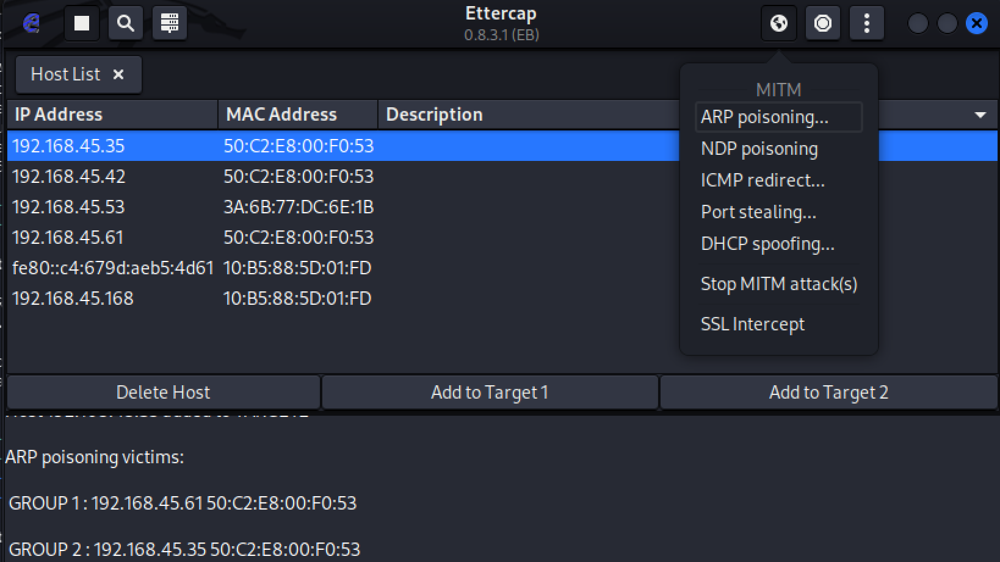 Ettercap
0.8.3.1 (EB)
Host List
MITM
IP Address MAC Address Description
ARP poisoning...
192.168.45.35 50:C2:E8:00:F0:53
NDP poisoning
192.168.45.42 50:C2:E8:00:F0:53
ICMP redirect...
192.168.45.53 3A:6B:77:DC:6E:1B
Port stealing...
192.168.45.61 50:C2:E8:00:F0:53
DHCP spoofing...
fe80::c4:679d:aeb5:4d61 10:B5:88:5D:01:FD
Stop MITM attack(s)
192.168.45.168 10:B5:88:5D:01:FD
SSL Intercept
Delete Host Add to Target 1 Add to Target 2
ARP poisoning victims:
GROUP 1 : 192.168.45.61 50:C2:E8:00:F0:53
GROUP 2 : 192.168.45.35 50:C2:E8:00:F0:53